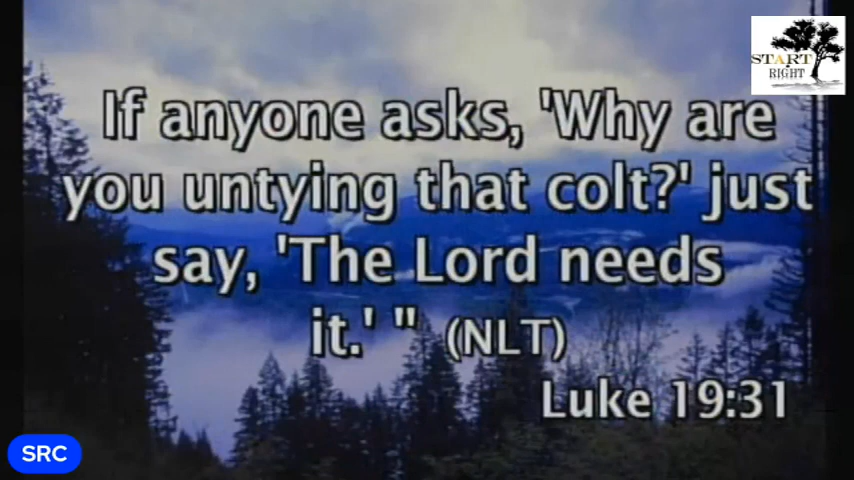 START
RIGHT
If anyone asks, 'Why are
you untying that colt?' just
say, 'The Lord needs
it.' " (NLT)
Luke 19:31
SRC